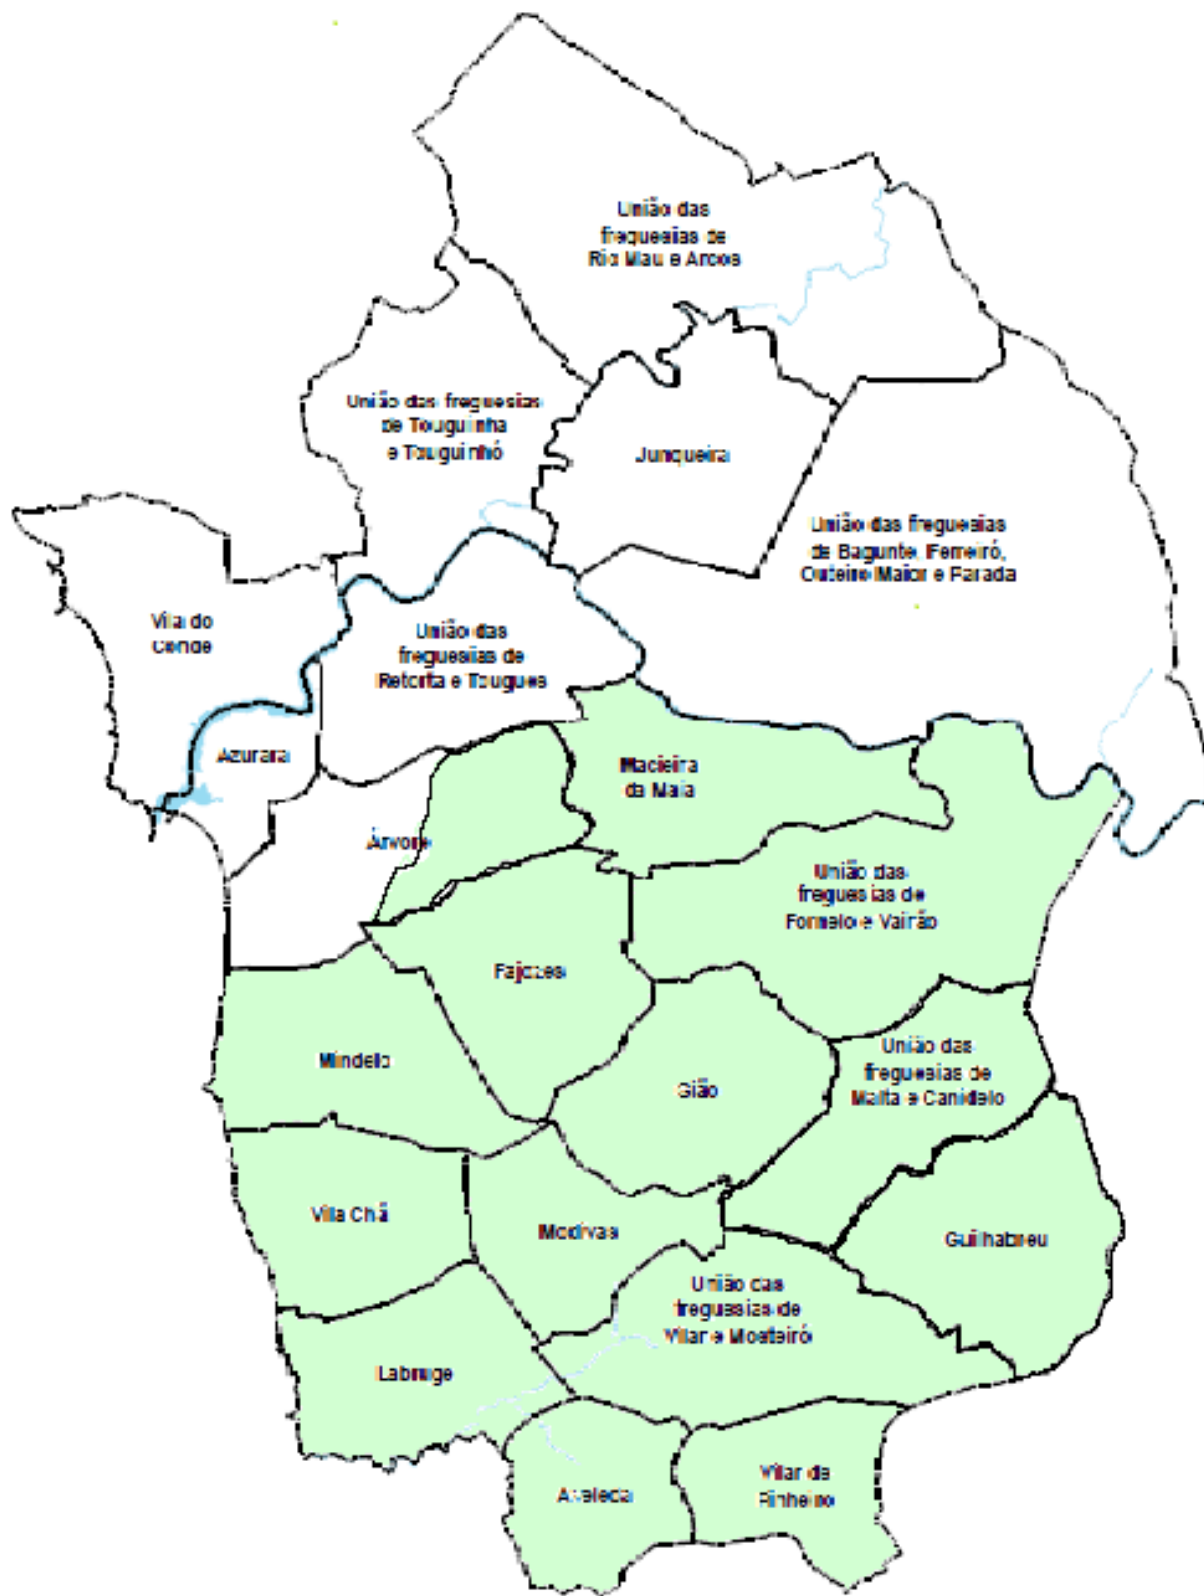 União das
freguesias de
Rio Mau e Arcos
União das freguesias
de Touguinha
e Touguinhó
Junqueira
União das freguesias
de Bagunte, Ferreiró,
Outeiro Maior e Parada
Vila do
Conde
União das
freguesias de
Retorta e Tougues
Azurara
Macieira
da Maia
Árvore
União das
freguesias de
Fornelo e Vairão
Fajozes
Mindelo
Gião
União das
freguesias de
Malta e Canidelo
Vila Chã
Modivas
Guilhabreu
União das
freguesias de
Vilar e Mosteiró
Labruge
Aveleda
Vilar de
Pinheiro